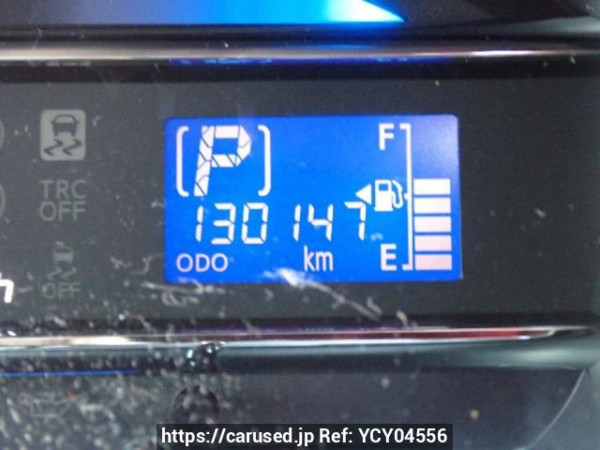 [P]
F
TRC
OFF
130147
ODO km E
OFF
h
https://carused.jp Ref: YCY04556